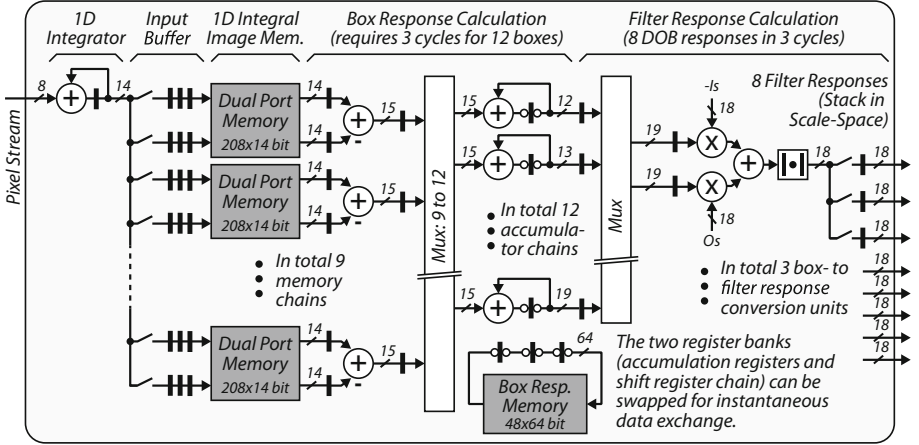 1D
Integrator
Input
Buffer
1D Integral
Image Mem.
Box Response Calculation
(requires 3 cycles for 12 boxes)
Filter Response Calculation
(8 DOB responses in 3 cycles)
Pixel Stream
8
14
Dual Port
Memory
208x14 bit
14
14
15
Dual Port
Memory
208x14 bit
14
14
15
In total 9
memory
chains
Dual Port
Memory
208x14 bit
14
14
15
Mux: 9 to 12
15
12
15
13
In total 12
accumula-
tor chains
15
19
64
Box Resp.
Memory
48x64 bit
Mux
19
19
-Is
18
X
X
18
Os
18
8 Filter Responses
(Stack in
Scale-Space)
18
18
18
18
18
18
18
18
In total 3 box- to
filter response
conversion units
The two register banks
(accumulation registers and
shift register chain) can be
swapped for instantaneous
data exchange.